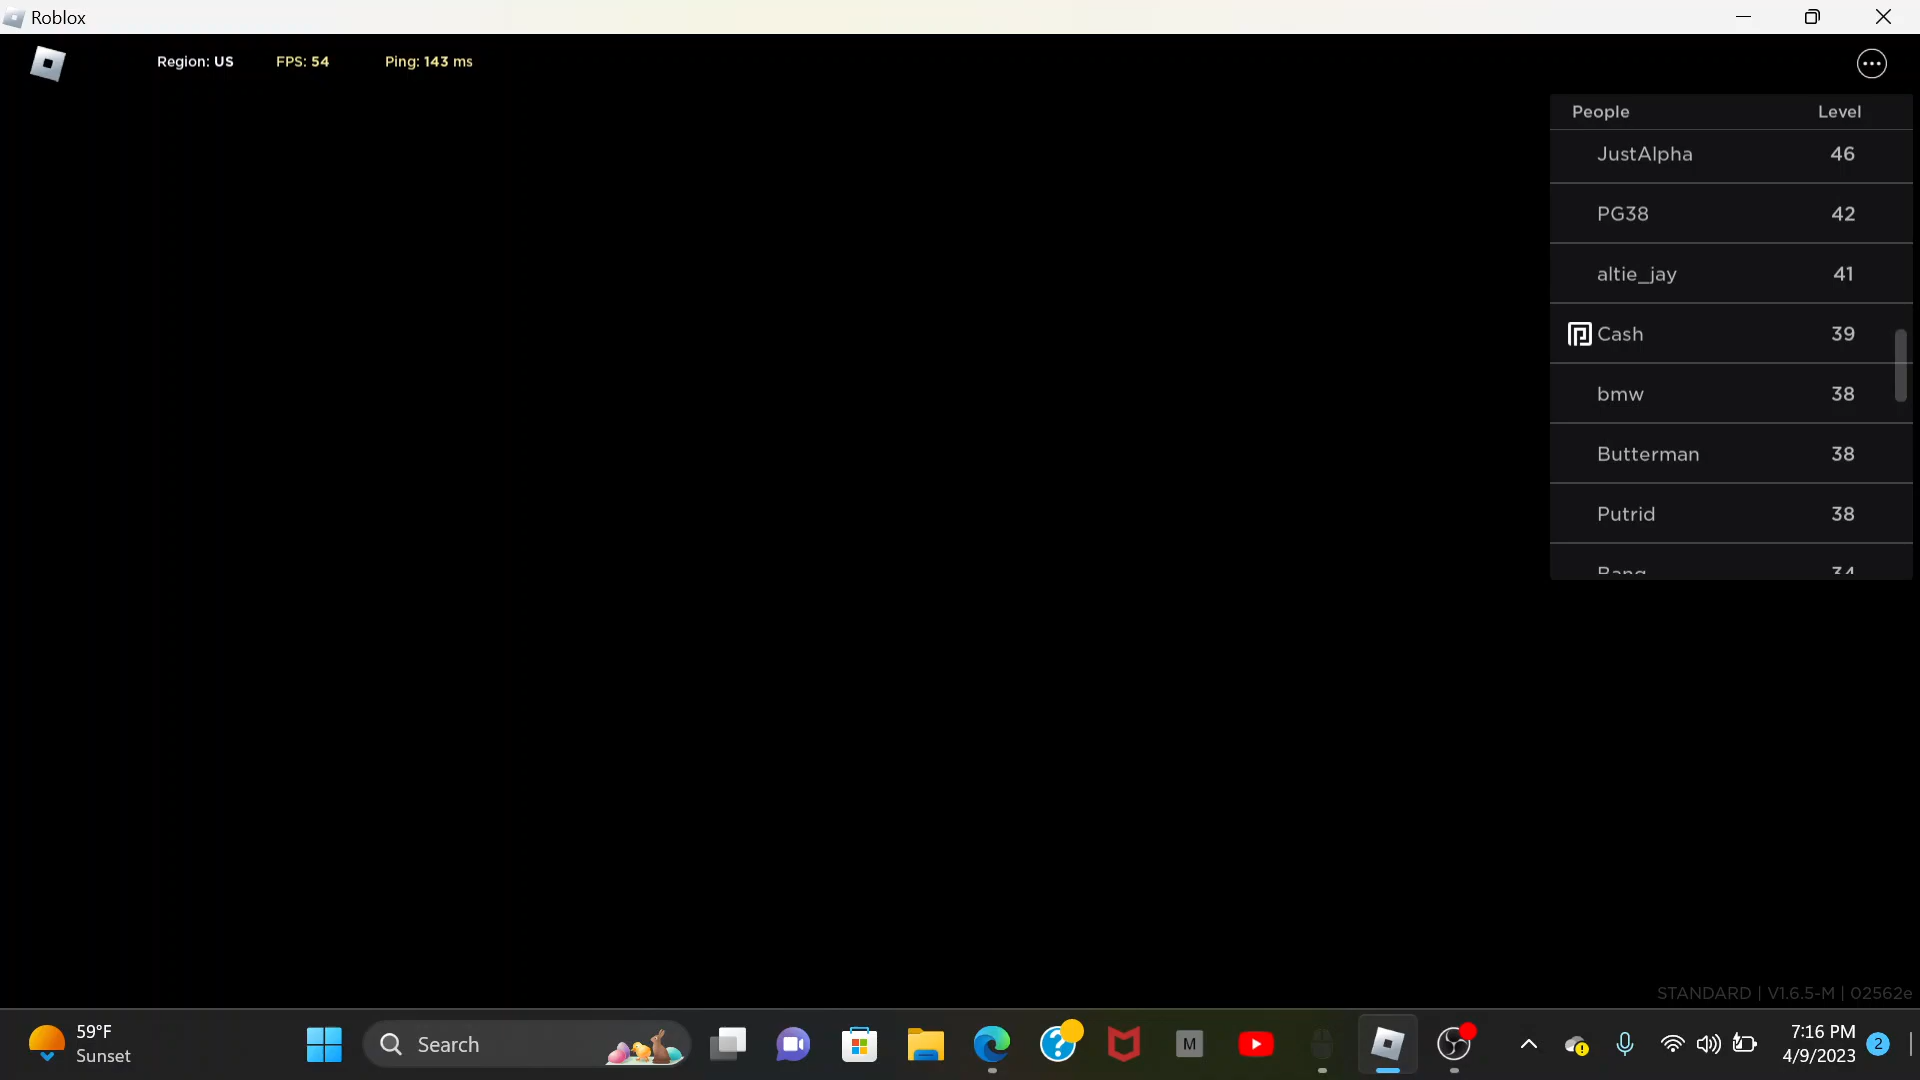 Roblox
Region: US FPS: 54 Ping: 143 ms
People Level
JustAlpha 46
PG38 42
altie_jay 41
Cash 39
bmw 38
Butterman 38
Putrid 38
Bang 34
STANDARD | V1.6.5-M | 02562e
59°F
Sunset
Search
M
7:16 PM
4/9/2023
2